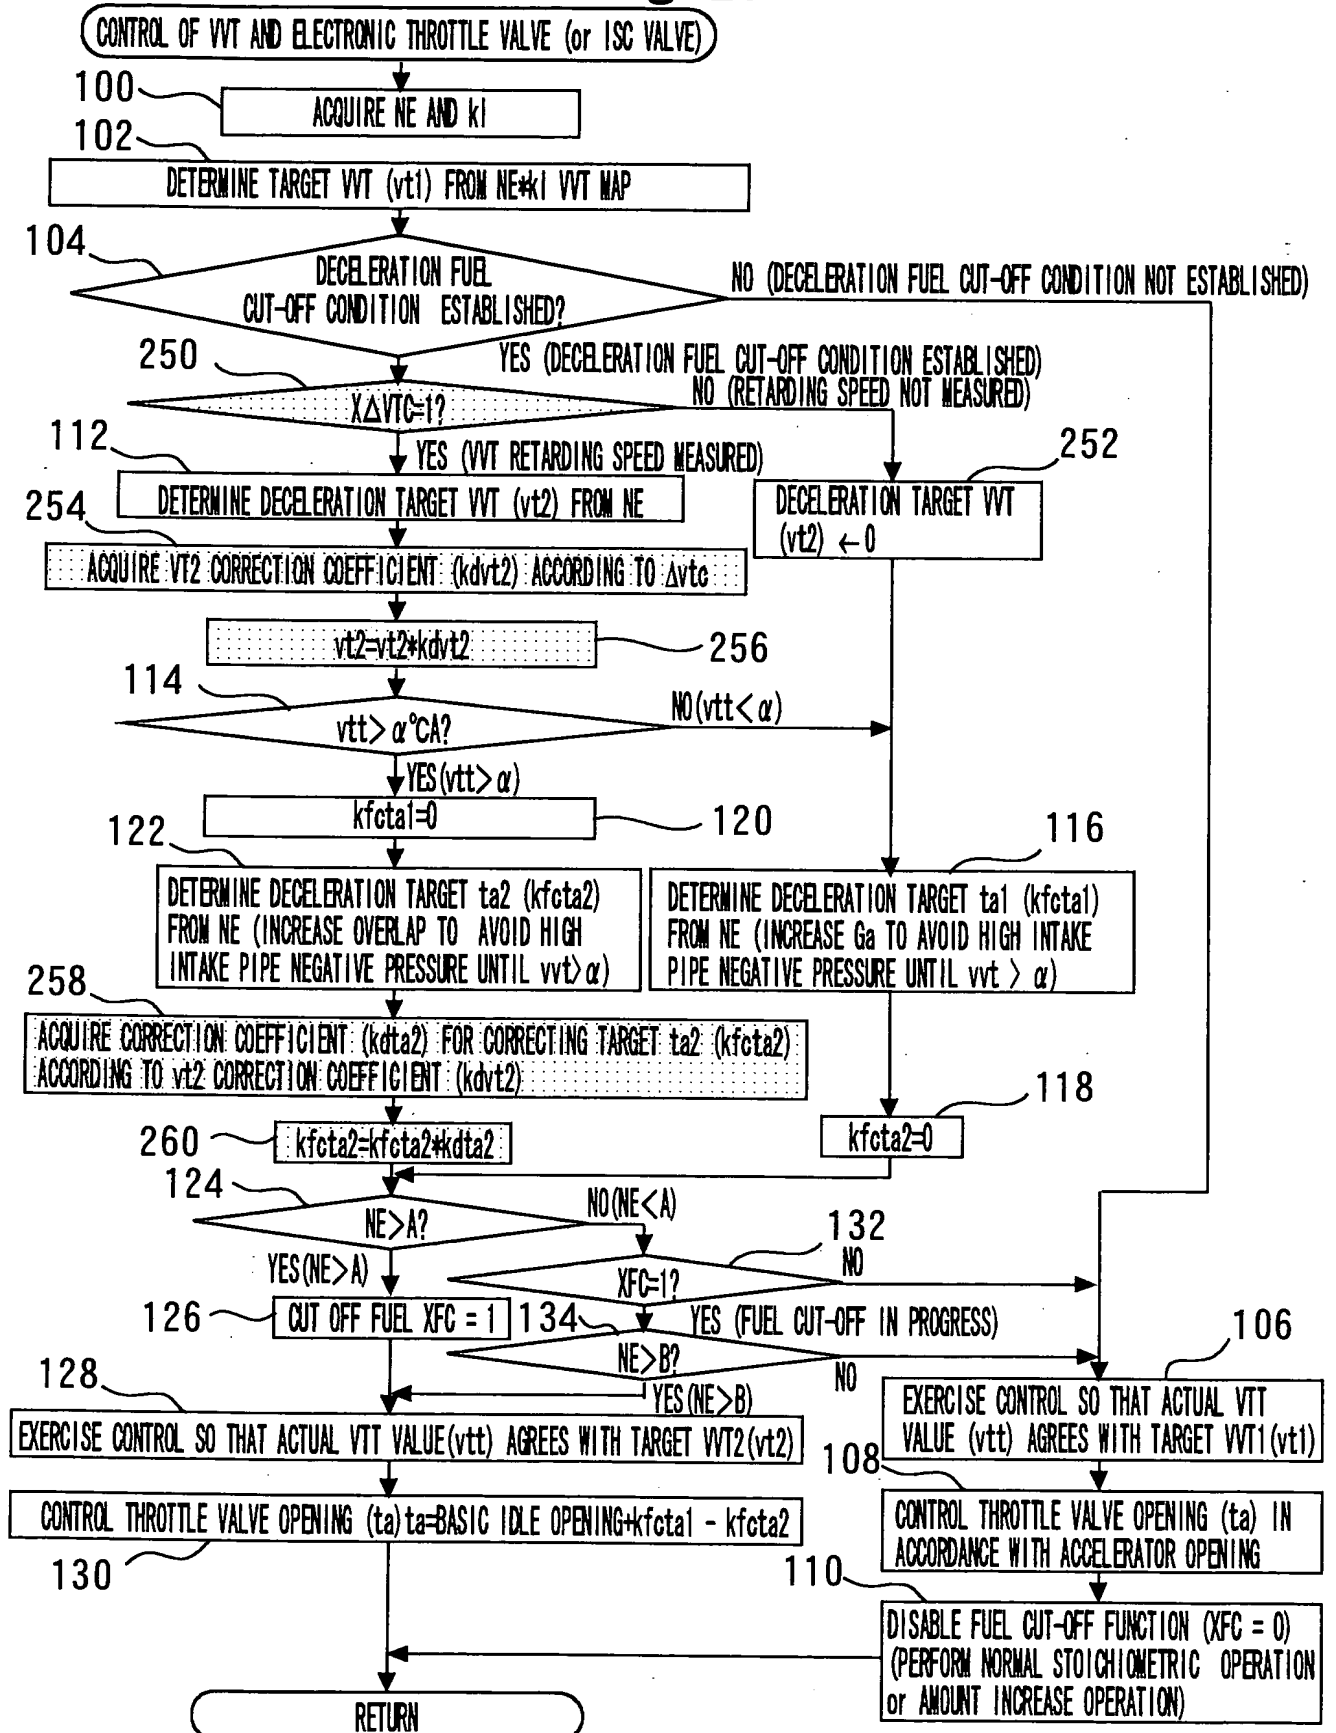 CONTROL OF VVT AND ELECTRONIC THROTTLE VALVE (or ISC VALVE)
100
ACQUIRE NE AND kl
102
DETERMINE TARGET VVT (vt1) FROM NE*kl VVT MAP
104
DECELERATION FUEL
CUT-OFF CONDITION ESTABLISHED?
NO (DECELERATION FUEL CUT-OFF CONDITION NOT ESTABLISHED)
YES (DECELERATION FUEL CUT-OFF CONDITION ESTABLISHED)
250
XΔVTC=1?
NO (RETARDING SPEED NOT MEASURED)
YES (VVT RETARDING SPEED MEASURED)
112
DETERMINE DECELERATION TARGET VVT (vt2) FROM NE
252
DECELERATION TARGET VVT
(vt2) ←0
254
ACQUIRE VT2 CORRECTION COEFFICIENT (kdvt2) ACCORDING TO Δvtc
vt2=vt2*kdvt2
256
114
vtt> α°CA?
NO(vtt< α)
YES(vtt> α)
kfcta1=0
120
122
DETERMINE DECELERATION TARGET ta2 (kfcta2)
FROM NE (INCREASE OVERLAP TO AVOID HIGH
INTAKE PIPE NEGATIVE PRESSURE UNTIL vvt>α)
116
DETERMINE DECELERATION TARGET ta1 (kfcta1)
FROM NE (INCREASE Ga TO AVOID HIGH INTAKE
PIPE NEGATIVE PRESSURE UNTIL vvt > α)
258
ACQUIRE CORRECTION COEFFICIENT (kdta2) FOR CORRECTING TARGET ta2 (kfcta2)
ACCORDING TO vt2 CORRECTION COEFFICIENT (kdvt2)
118
kfcta2=0
260
kfcta2=kfcta2*kdta2
124
NE>A?
NO(NE<A)
YES(NE>A)
132
XFC=1?
NO
YES (FUEL CUT-OFF IN PROGRESS)
126
CUT OFF FUEL XFC = 1
134
NE>B?
NO
YES(NE>B)
128
EXERCISE CONTROL SO THAT ACTUAL VTT VALUE(vtt) AGREES WITH TARGET VVT2(vt2)
106
EXERCISE CONTROL SO THAT ACTUAL VTT
VALUE (vtt) AGREES WITH TARGET VVT1(vt1)
CONTROL THROTTLE VALVE OPENING (ta) ta=BASIC IDLE OPENING+kfcta1 - kfcta2
130
108
CONTROL THROTTLE VALVE OPENING (ta) IN
ACCORDANCE WITH ACCELERATOR OPENING
110
DISABLE FUEL CUT-OFF FUNCTION (XFC = 0)
(PERFORM NORMAL STOICHIOMETRIC OPERATION
or AMOUNT INCREASE OPERATION)
RETURN